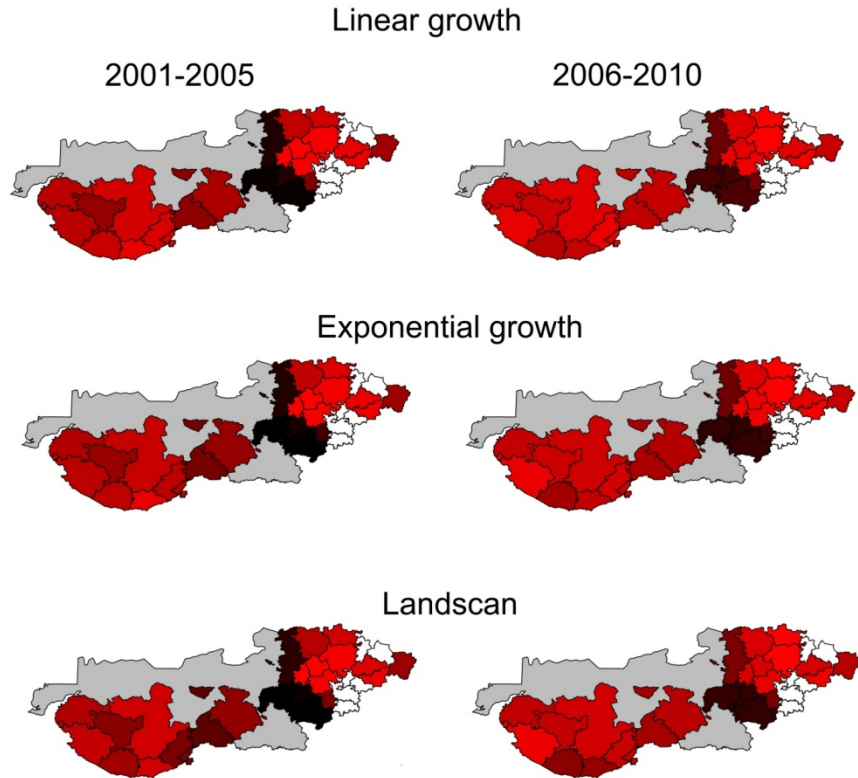 Linear growth
2001-2005
2006-2010
Exponential growth
Landscan